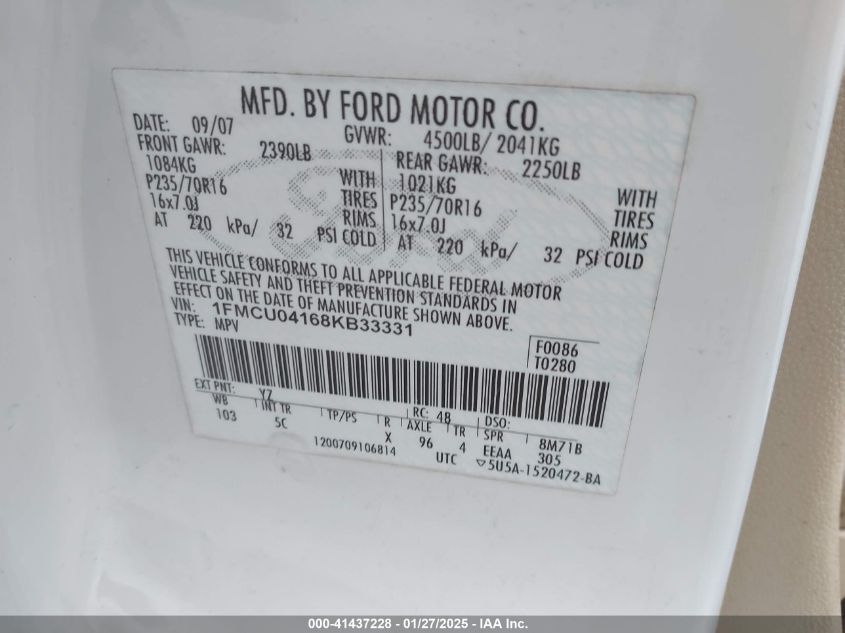 MFD. BY FORD MOTOR CO.
DATE: 09/07 GVWR: 4500LB/ 2041KG
FRONT GAWR: 2390LB REAR GAWR: 2250LB
1084KG WITH 1021KG WITH
P235/70R16 TIRES P235/70R16 TIRES
16x7.0J RIMS 16x7.0J RIMS
AT 220 kPa/ 32 PSI COLD AT 220 kPa/ 32 PSI COLD
Ford
THIS VEHICLE CONFORMS TO ALL APPLICABLE FEDERAL MOTOR
VEHICLE SAFETY AND THEFT PREVENTION STANDARDS IN
EFFECT ON THE DATE OF MANUFACTURE SHOWN ABOVE.
VIN: 1FMCU04168KB33331
TYPE: MPV
F0086
T0280
EXT PNT: YZ RC: 48 DSO:
WB INT TR TP/PS R AXLE TR SPR 8M71B
103 5C X 96 4 EEAA 305
1200709106814 UTC ▽5U5A-1520472-BA
000-41437228 - 01/27/2025 - IAA Inc.